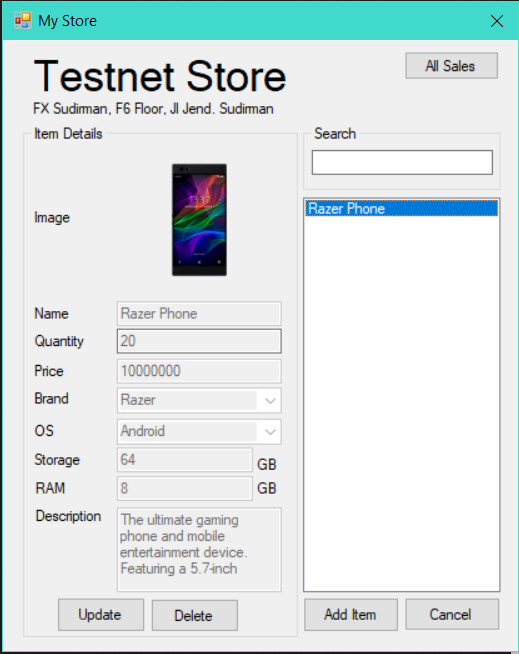 My Store
Testnet Store
All Sales
FX Sudirman, F6 Floor, Jl Jend. Sudirman
Item Details
Search
Image
Razer Phone
Name Razer Phone
Quantity 20
Price 10000000
Brand Razer
OS Android
Storage 64 GB
RAM 8 GB
Description The ultimate gaming
phone and mobile
entertainment device.
Featuring a 5.7-inch
Update Delete Add Item Cancel